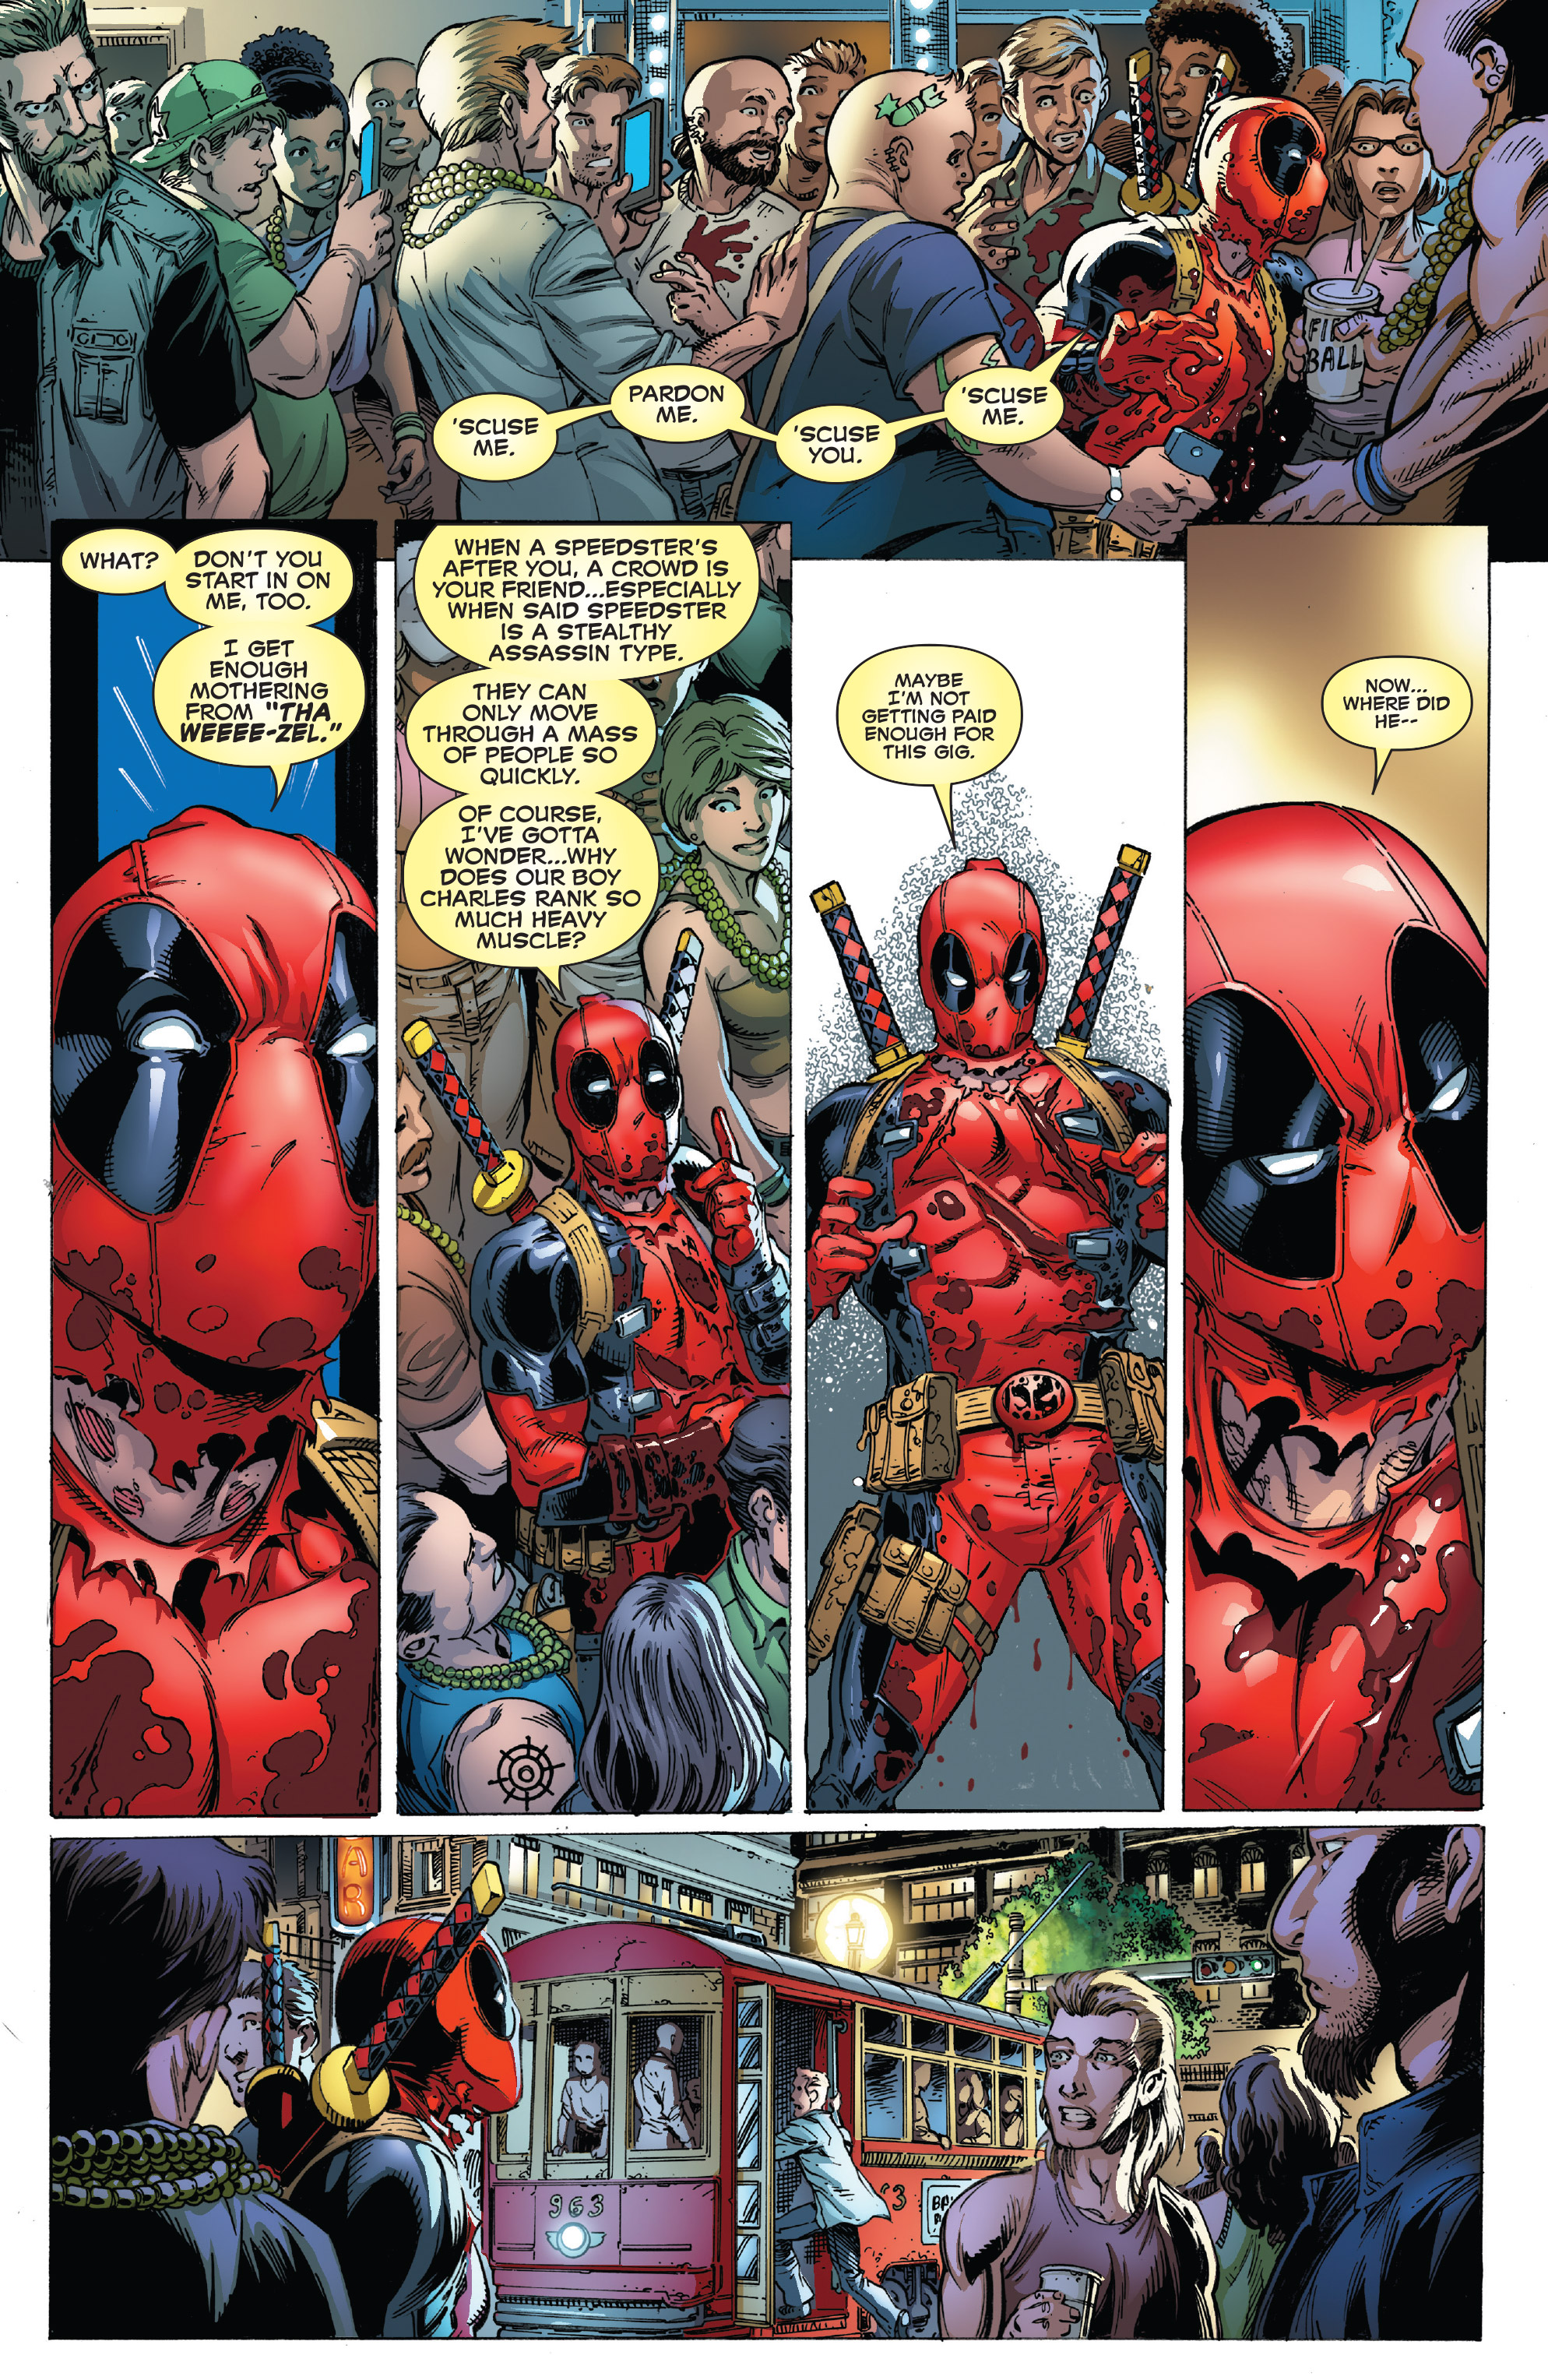 'SCUSE
ME.
PARDON
ME.
'SCUSE
YOU.
'SCUSE
ME.
BALL
WHAT?
DON'T YOU
START IN ON
ME, TOO.
I GET
ENOUGH
MOTHERING
FROM "THA
WEEEE-ZEL."
WHEN A SPEEDSTER'S
AFTER YOU, A CROWD IS
YOUR FRIEND...ESPECIALLY
WHEN SAID SPEEDSTER
IS A STEALTHY
ASSASSIN TYPE.
THEY CAN
ONLY MOVE
THROUGH A MASS
OF PEOPLE SO
QUICKLY.
OF COURSE,
I'VE GOTTA
WONDER...WHY
DOES OUR BOY
CHARLES RANK SO
MUCH HEAVY
MUSCLE?
MAYBE
I'M NOT
GETTING PAID
ENOUGH FOR
THIS GIG.
NOW...
WHERE DID
HE--
AR
963